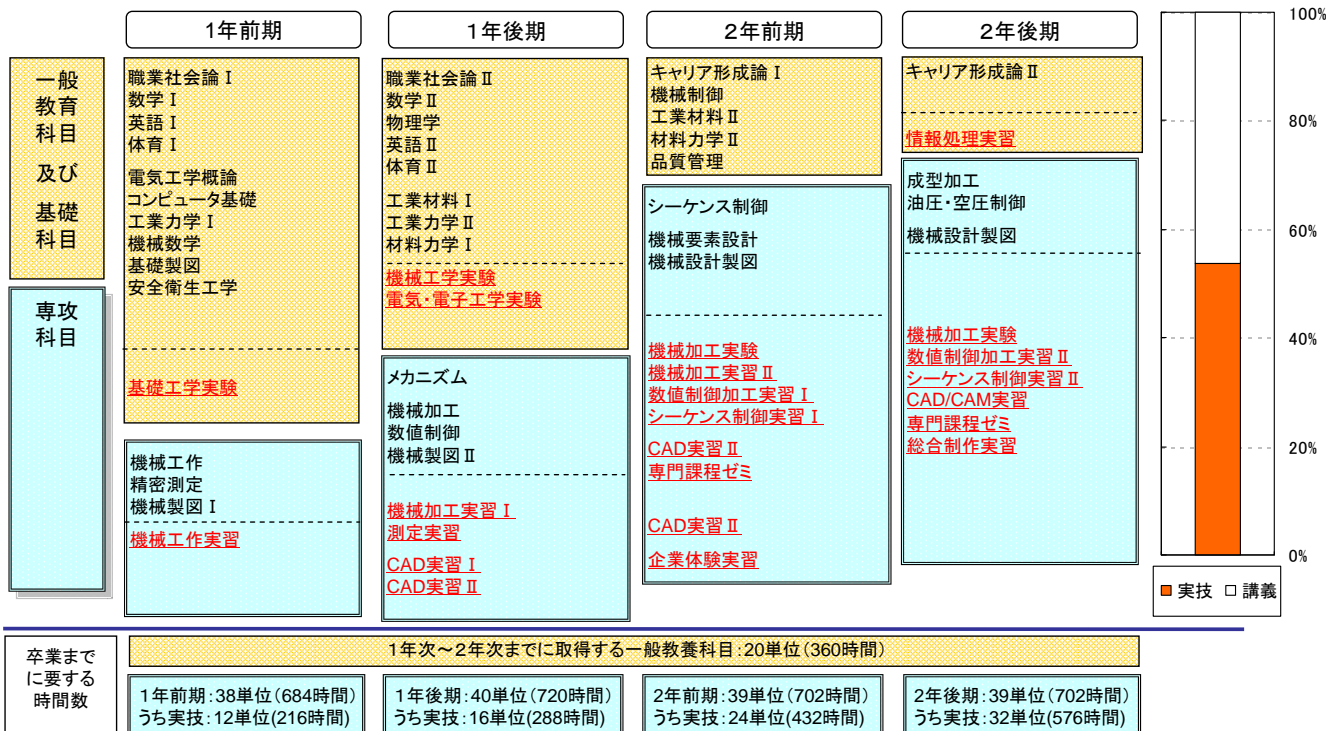 1年前期
1年後期
2年前期
2年後期
一般
教育
科目
及び
基礎
科目
専攻
科目
職業社会論Ⅰ
数学Ⅰ
英語Ⅰ
体育Ⅰ
電気工学概論
コンピュータ基礎
工業力学Ⅰ
機械数学
基礎製図
安全衛生工学
基礎工学実験
機械工作
精密測定
機械製図Ⅰ
機械工作実習
職業社会論Ⅱ
数学Ⅱ
物理学
英語Ⅱ
体育Ⅱ
工業材料Ⅰ
工業力学Ⅱ
材料力学Ⅰ
機械工学実験
電気・電子工学実験
メカニズム
機械加工
数値制御
機械製図Ⅱ
機械加工実習Ⅰ
測定実習
CAD実習Ⅰ
CAD実習Ⅱ
キャリア形成論Ⅰ
機械制御
工業材料Ⅱ
材料力学Ⅱ
品質管理
シーケンス制御
機械要素設計
機械設計製図
機械加工実験
機械加工実習Ⅱ
数値制御加工実習Ⅰ
シーケンス制御実習Ⅰ
CAD実習Ⅱ
専門課程ゼミ
CAD実習Ⅱ
企業体験実習
キャリア形成論Ⅱ
情報処理実習
成型加工
油圧・空圧制御
機械設計製図
機械加工実験
数値制御加工実習Ⅱ
シーケンス制御実習Ⅱ
CAD/CAM実習
専門課程ゼミ
総合制作実習
100%
80%
60%
40%
20%
0%
実技 講義
卒業まで
に要する
時間数
1年次～2年次までに取得する一般教養科目:20単位(360時間)
1年前期:38単位(684時間)
うち実技:12単位(216時間)
1年後期:40単位(720時間)
うち実技:16単位(288時間)
2年前期:39単位(702時間)
うち実技:24単位(432時間)
2年後期:39単位(702時間)
うち実技:32単位(576時間)